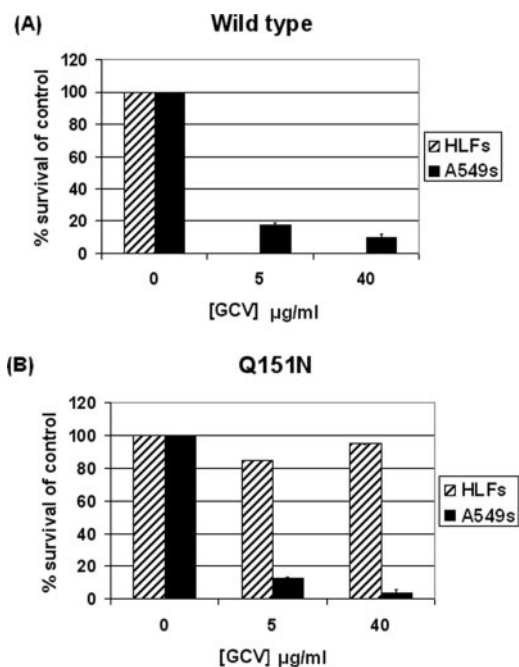 (A)
Wild type
120
100
80
60
40
20
0
% survival of control
0 5 40
[GCV] µg/ml
HLFs
A549s
(B)
Q151N
120
100
80
60
40
20
0
% survival of control
0 5 40
[GCV] µg/ml
HLFs
A549s